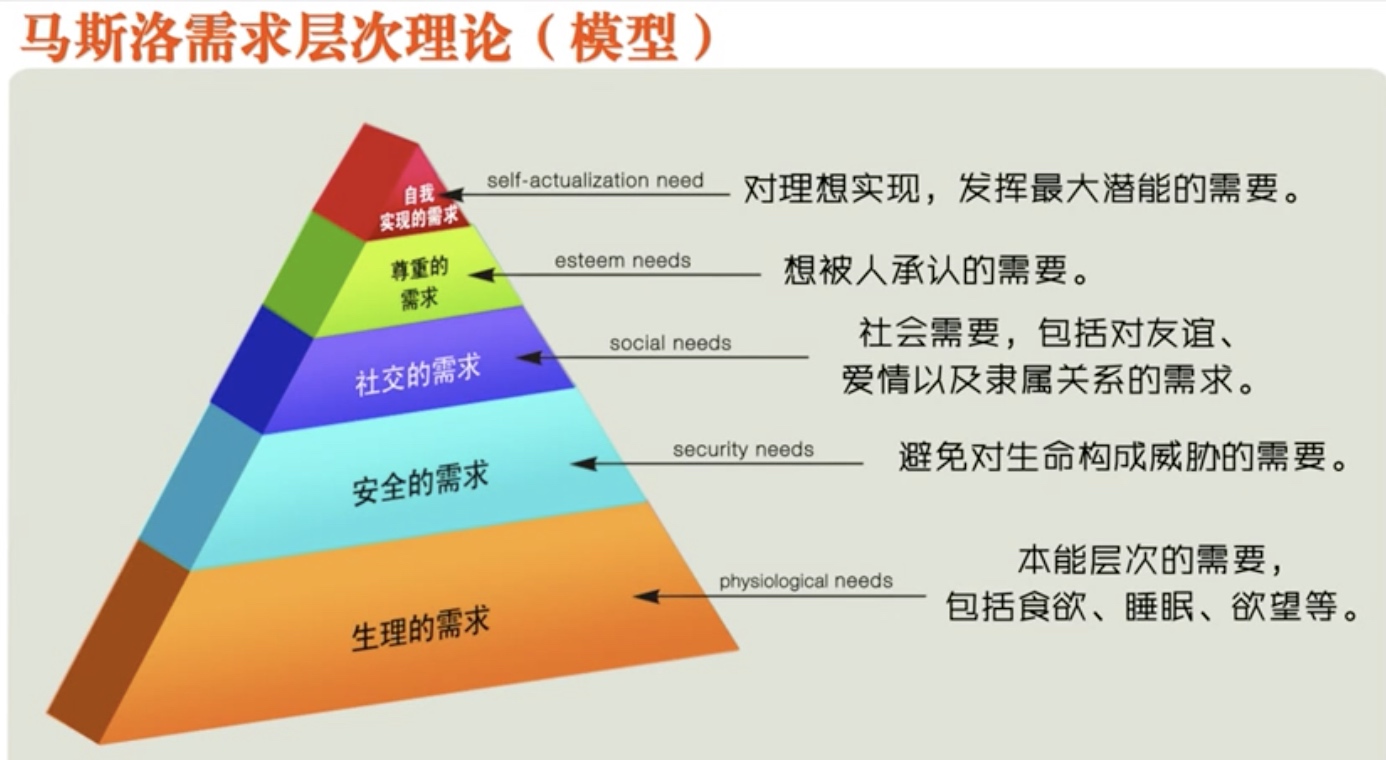 马斯洛需求层次理论（模型）
自我
实现的需求
self-actualization need
对理想实现，发挥最大潜能的需要。
尊重的
需求
esteem needs
想被人承认的需要。
社交的需求
social needs
社会需要，包括对友谊、
爱情以及隶属关系的需求。
安全的需求
security needs
避免对生命构成威胁的需要。
生理的需求
physiological needs
本能层次的需要，
包括食欲、睡眠、欲望等。